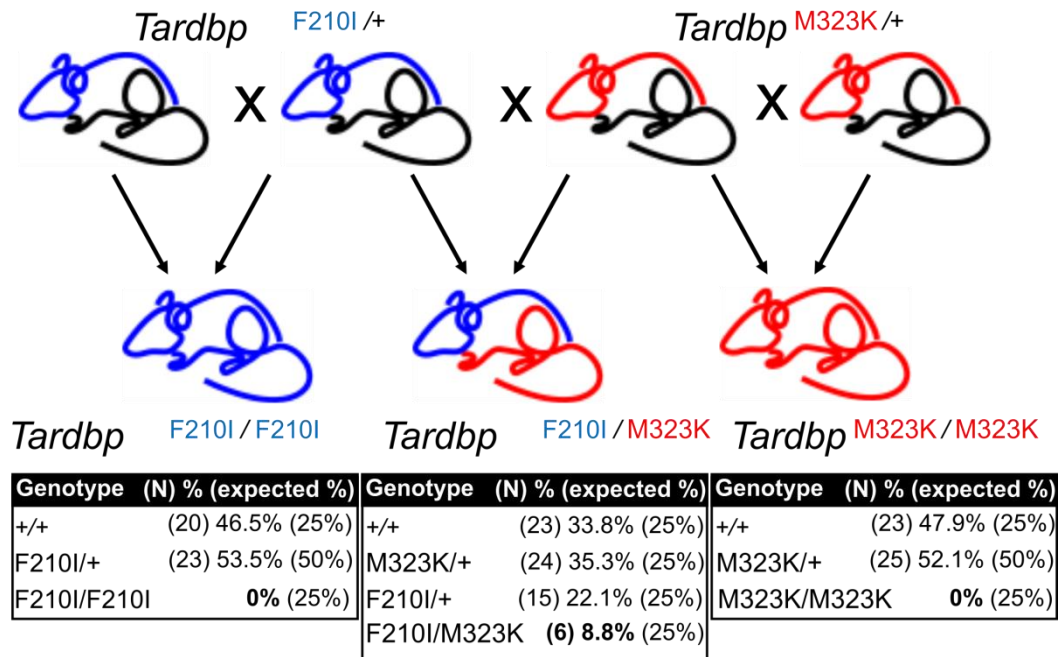 Tardbp F210I /+ Tardbp M323K /+
X X X
Tardbp F210I / F210I Tardbp F210I / M323K Tardbp M323K / M323K
Genotype (N) % (expected %)
+/+ (20) 46.5% (25%)
F210I/+ (23) 53.5% (50%)
F210I/F210I 0% (25%)
Genotype (N) % (expected %)
+/+ (23) 33.8% (25%)
M323K/+ (24) 35.3% (25%)
F210I/+ (15) 22.1% (25%)
F210I/M323K (6) 8.8% (25%)
Genotype (N) % (expected %)
+/+ (23) 47.9% (25%)
M323K/+ (25) 52.1% (50%)
M323K/M323K 0% (25%)